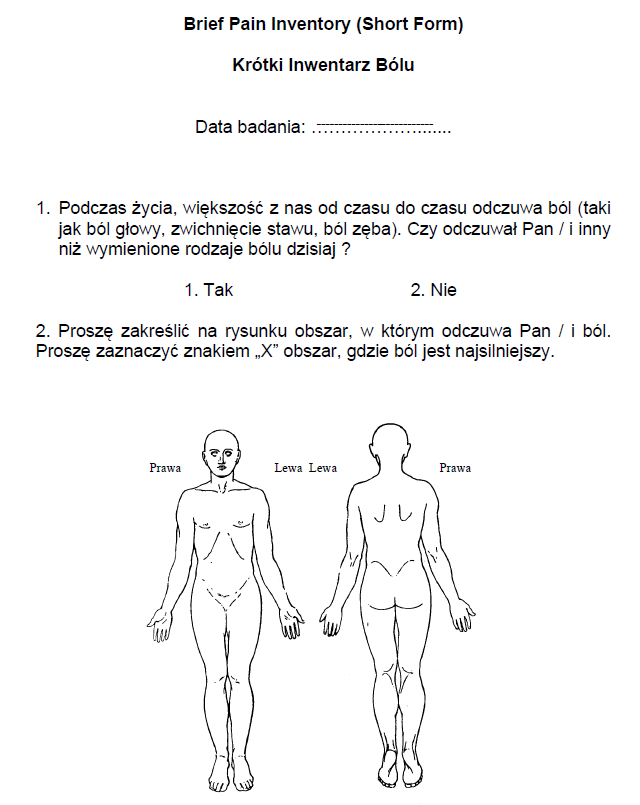 Brief Pain Inventory (Short Form)
Krótki Inwentarz Bólu
Data badania: ………………......
1. Podczas życia, większość z nas od czasu do czasu odczuwa ból (taki
jak ból głowy, zwichnięcie stawu, ból zęba). Czy odczuwał Pan / i inny
niż wymienione rodzaje bólu dzisiaj ?
1. Tak 2. Nie
2. Proszę zakreślić na rysunku obszar, w którym odczuwa Pan / i ból.
Proszę zaznaczyć znakiem „X” obszar, gdzie ból jest najsilniejszy.
Prawa Lewa Lewa Prawa